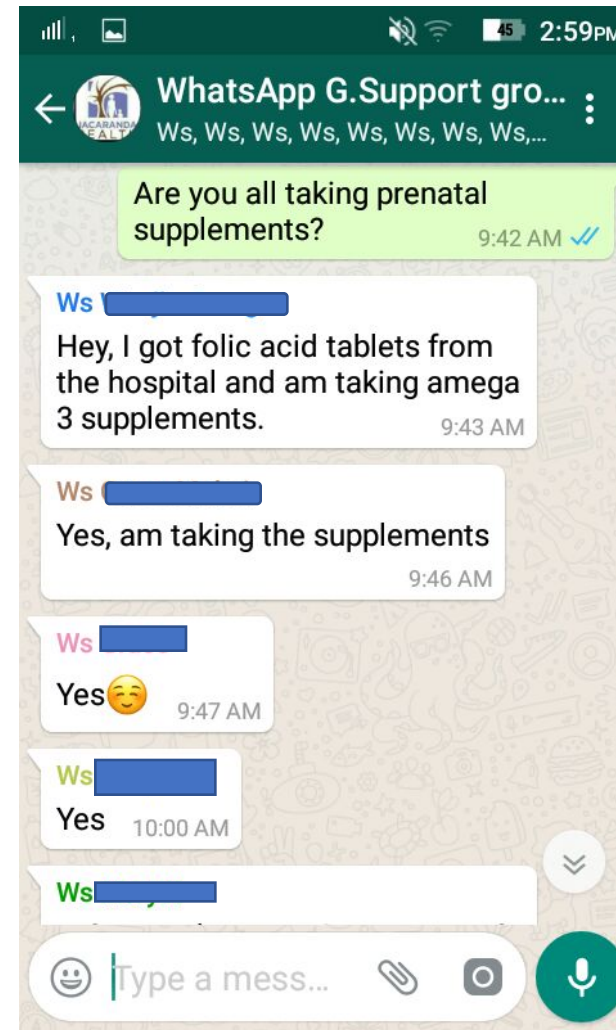 45 2:59PM
WhatsApp G.Support gro...
JACARANDA
HEALTH
Ws, Ws, Ws, Ws, Ws, Ws, Ws, Ws,...
Are you all taking prenatal
supplements?
9:42 AM
Ws
Hey, I got folic acid tablets from
the hospital and am taking amega
3 supplements.
9:43 AM
Ws
Yes, am taking the supplements
9:46 AM
Ws
Yes
9:47 AM
Ws
Yes
10:00 AM
Ws
Type a mess...